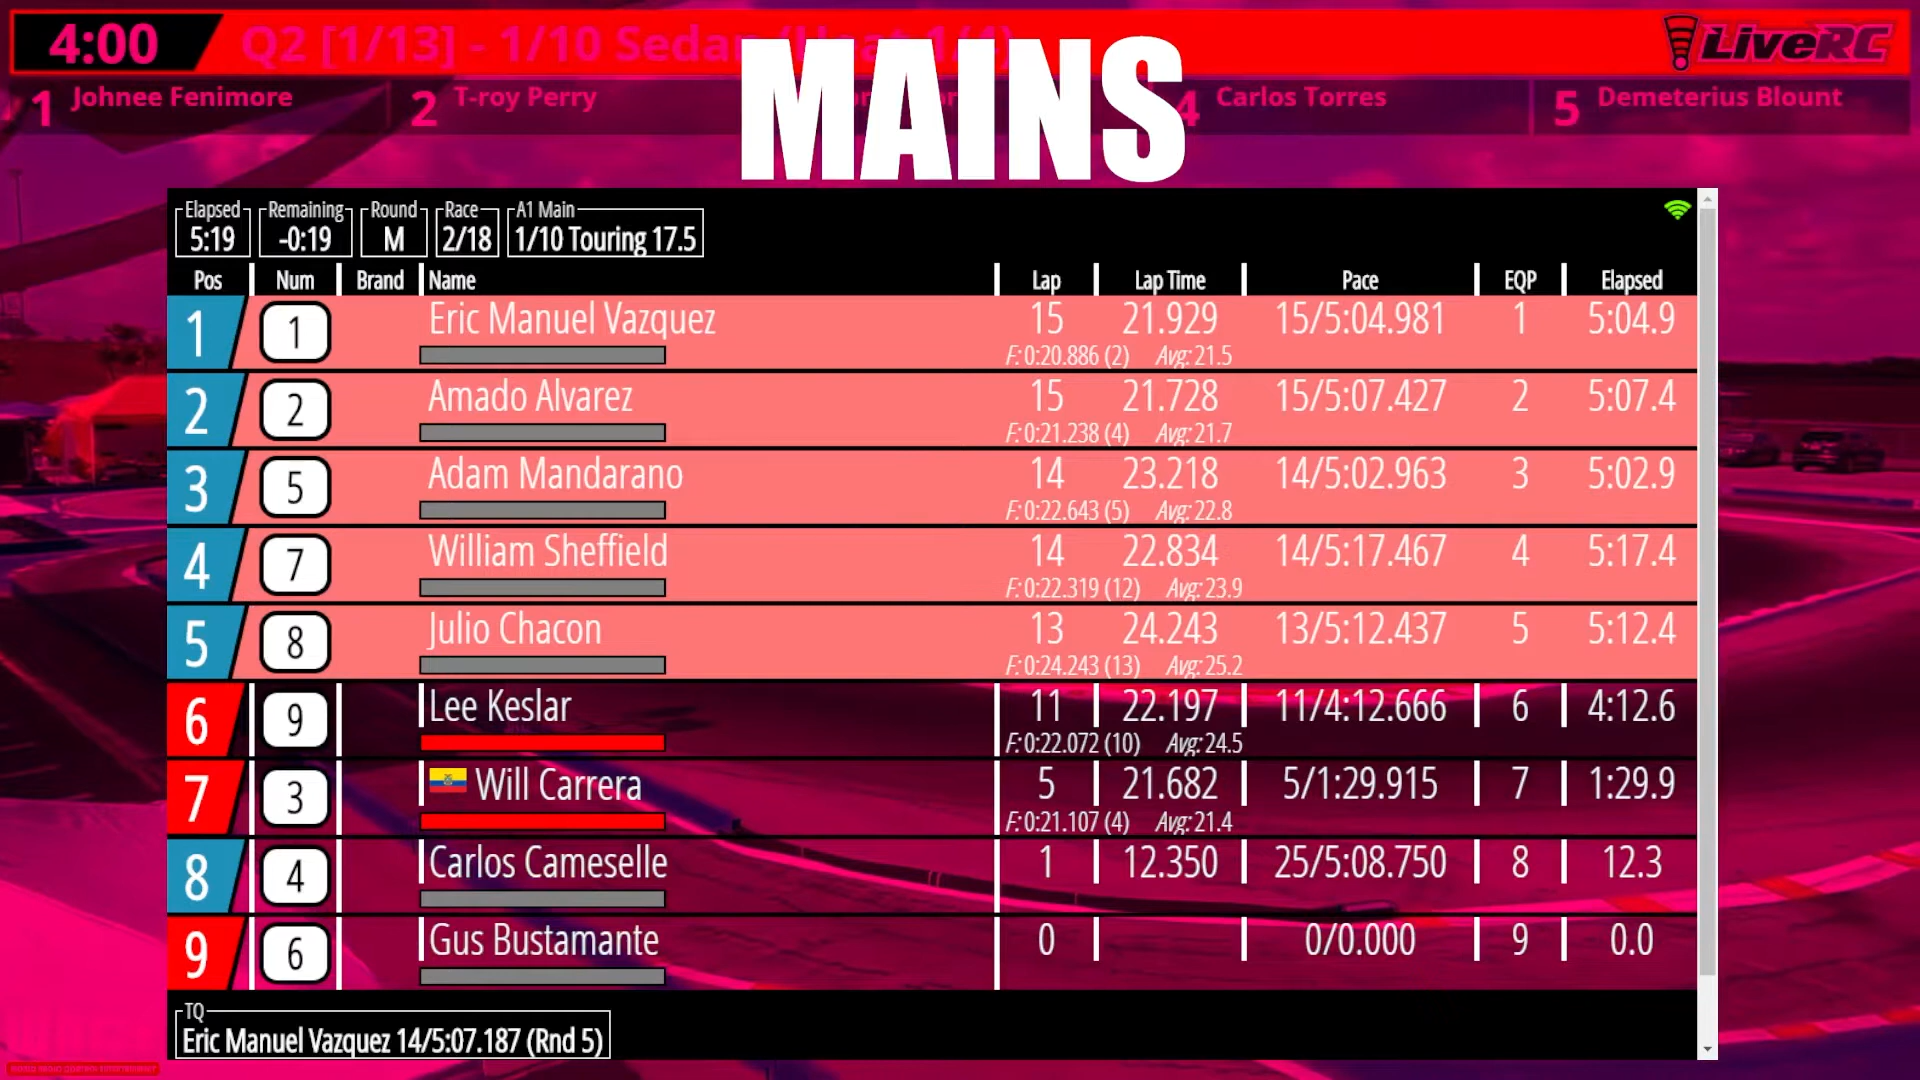 4:00 Q2 [1/13] - 1/10 Sedan (Heat 1/4) LiveRC
1 Johnee Fenimore 2 T-roy Perry 4 Carlos Torres 5 Demeterius Blount
MAINS
Elapsed Remaining Round Race A1 Main
5:19 -0:19 M 2/18 1/10 Touring 17.5
Pos Num Brand Name Lap Lap Time Pace EQP Elapsed
1 1 Eric Manuel Vazquez 15 21.929 15/5:04.981 1 5:04.9
F:0:20.886 (2) Avg:21.5
2 2 Amado Alvarez 15 21.728 15/5:07.427 2 5:07.4
F:0:21.238 (4) Avg:21.7
3 5 Adam Mandarano 14 23.218 14/5:02.963 3 5:02.9
F:0:22.643 (5) Avg:22.8
4 7 William Sheffield 14 22.834 14/5:17.467 4 5:17.4
F:0:22.319 (12) Avg:23.9
5 8 Julio Chacon 13 24.243 13/5:12.437 5 5:12.4
F:0:24.243 (13) Avg:25.2
6 9 Lee Keslar 11 22.197 11/4:12.666 6 4:12.6
F:0:22.072 (10) Avg:24.5
7 3 Will Carrera 5 21.682 5/1:29.915 7 1:29.9
F:0:21.107 (4) Avg:21.4
8 4 Carlos Cameselle 1 12.350 25/5:08.750 8 12.3
9 6 Gus Bustamante 0 0/0.000 9 0.0
TQ
Eric Manuel Vazquez 14/5:07.187 (Rnd 5)